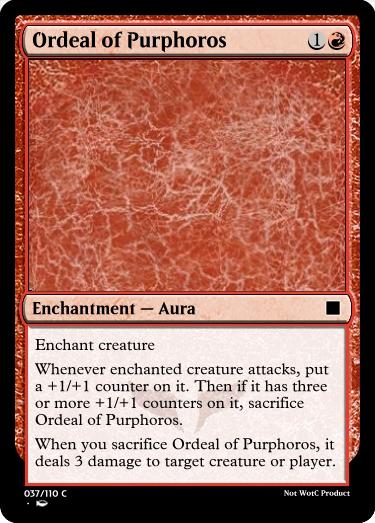 Ordeal of Purphoros 1
Enchantment — Aura
Enchant creature
Whenever enchanted creature attacks, put
a +1/+1 counter on it. Then if it has three
or more +1/+1 counters on it, sacrifice
Ordeal of Purphoros.
When you sacrifice Ordeal of Purphoros, it
deals 3 damage to target creature or player.
037/110 C
Not WotC Product